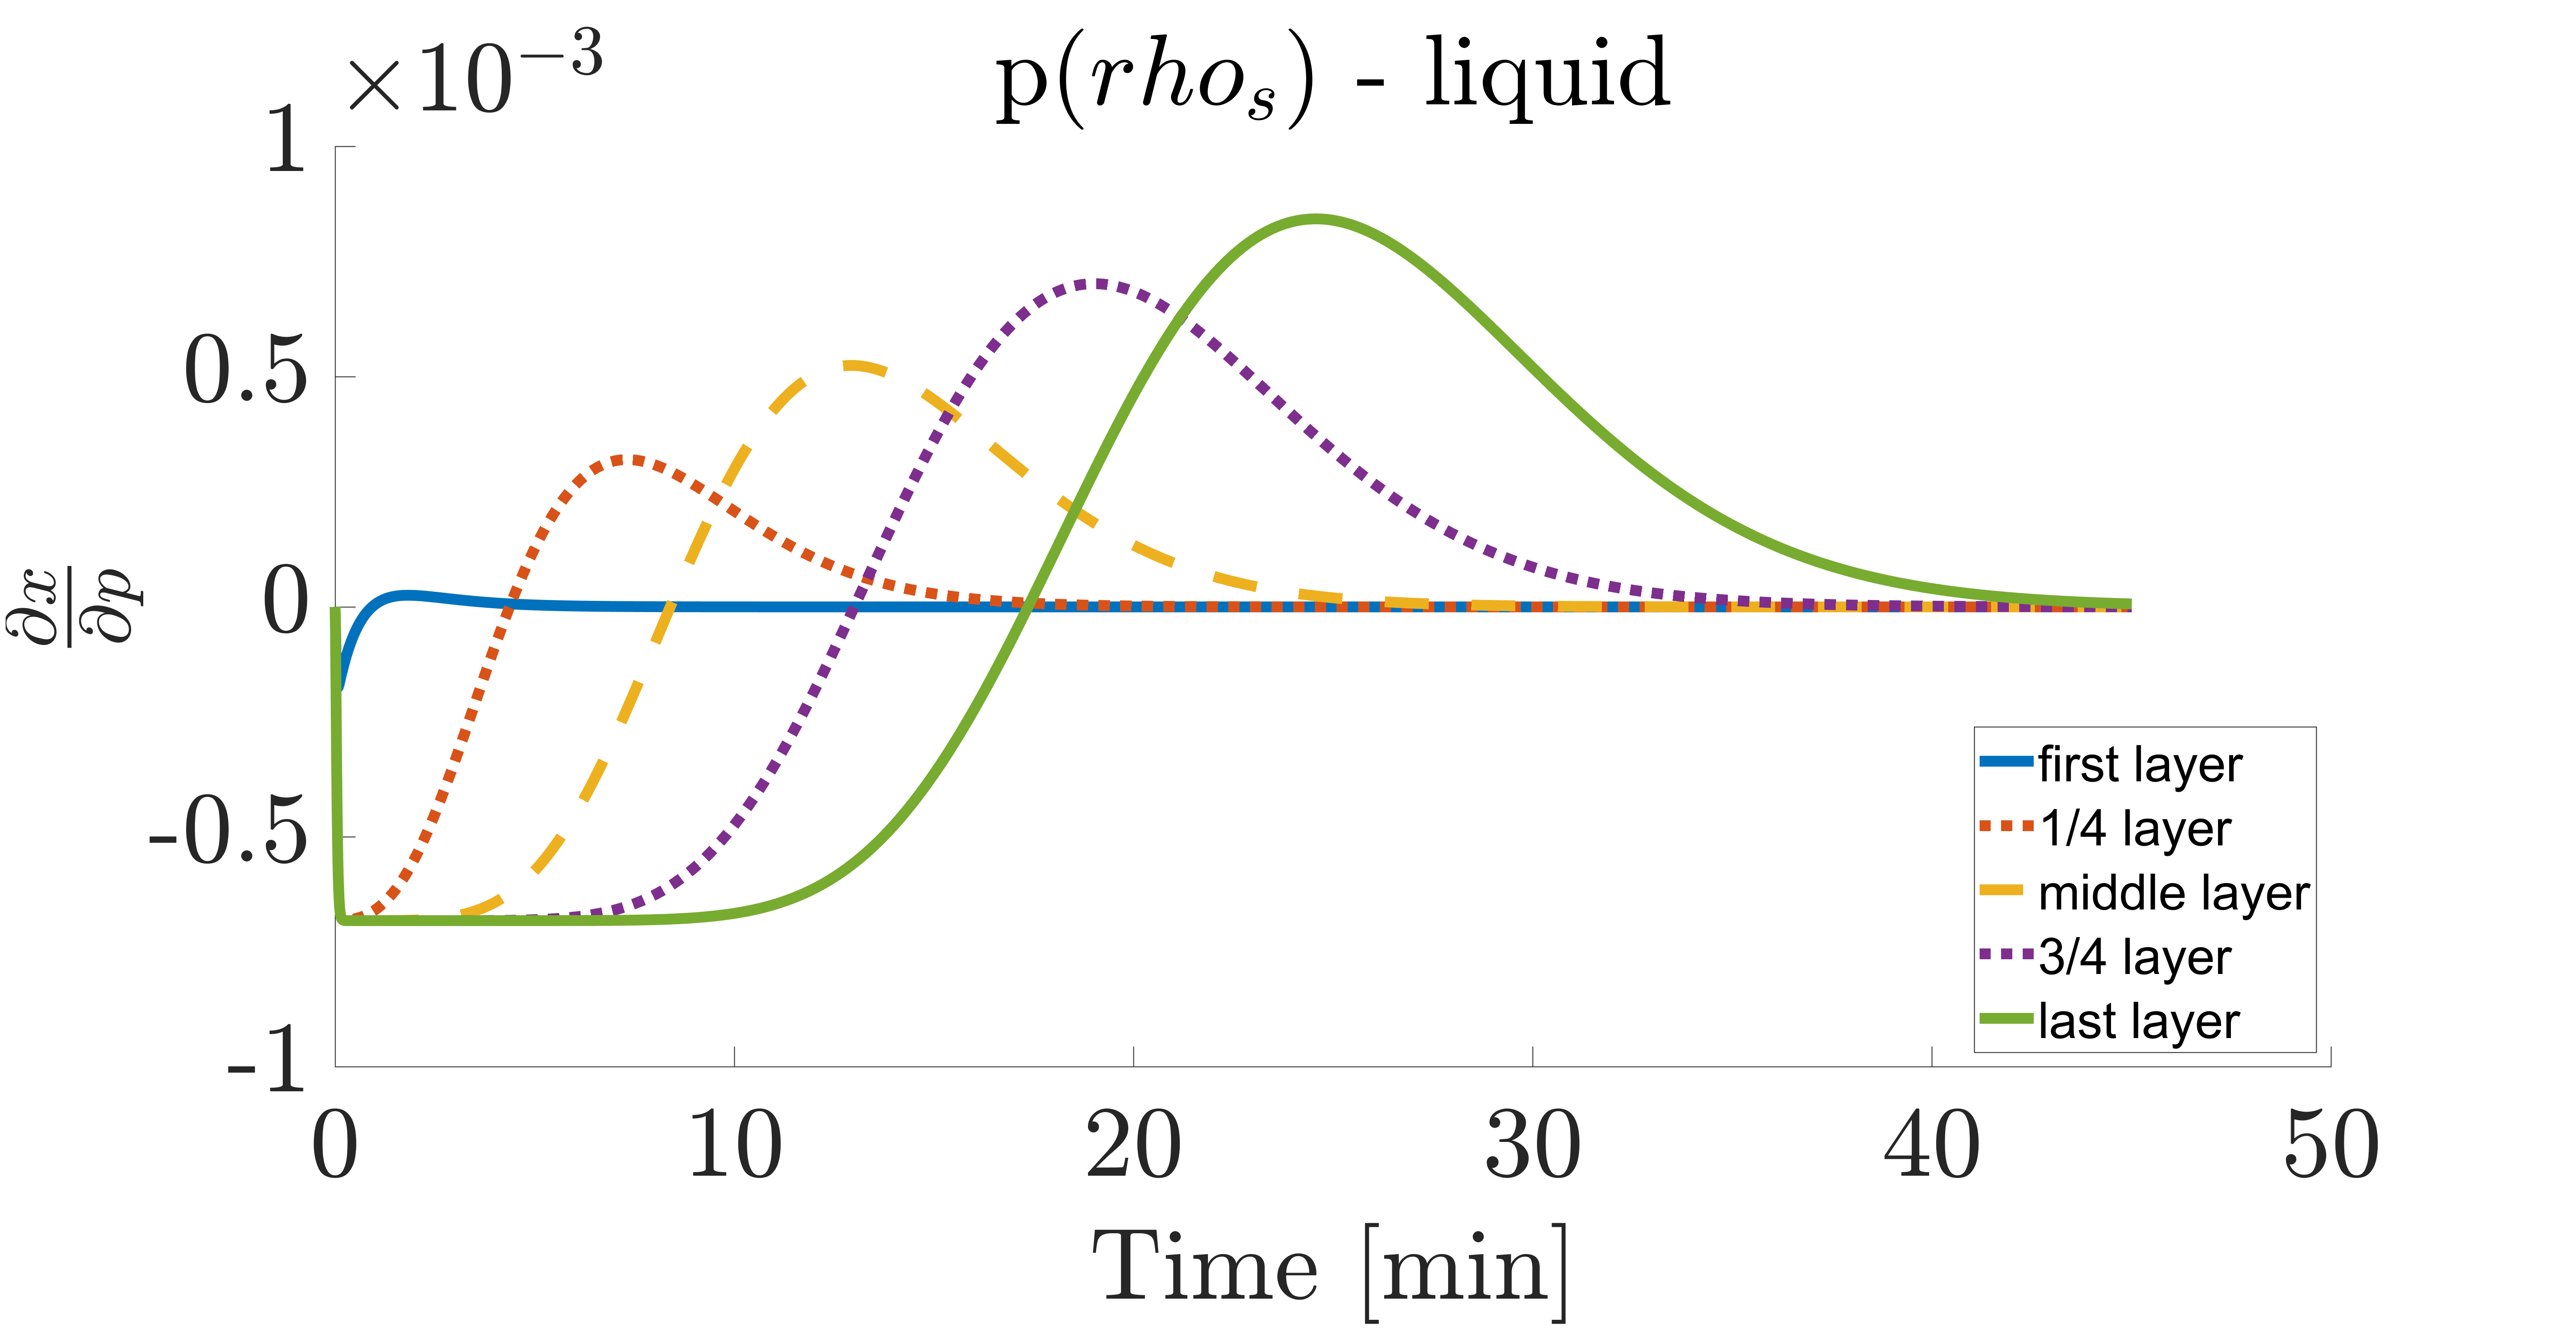 ×10⁻³
p(rhoₛ) - liquid
1
0.5
0
-0.5
-1
∂x
∂p
first layer
1/4 layer
middle layer
3/4 layer
last layer
0 10 20 30 40 50
Time [min]